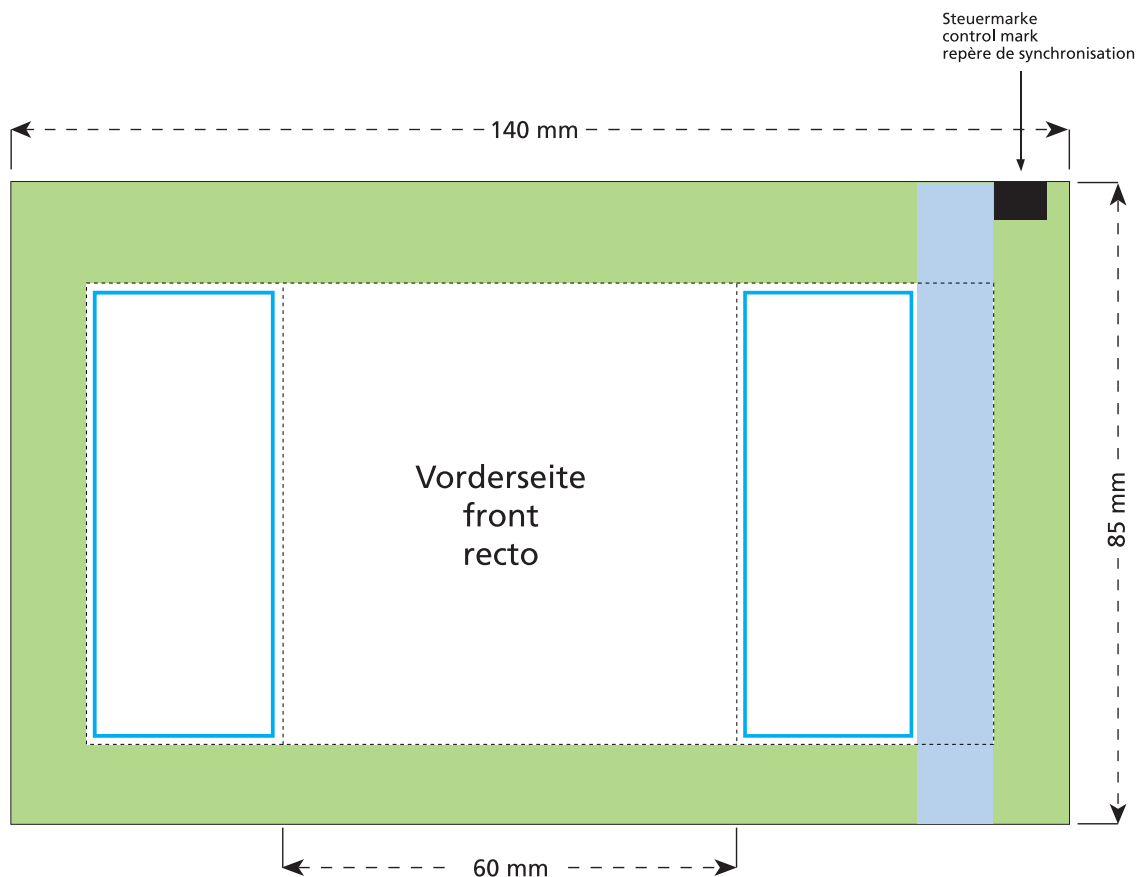 Steuermarke
control mark
repère de synchronisation
140 mm
Vorderseite
front
recto
85 mm
60 mm